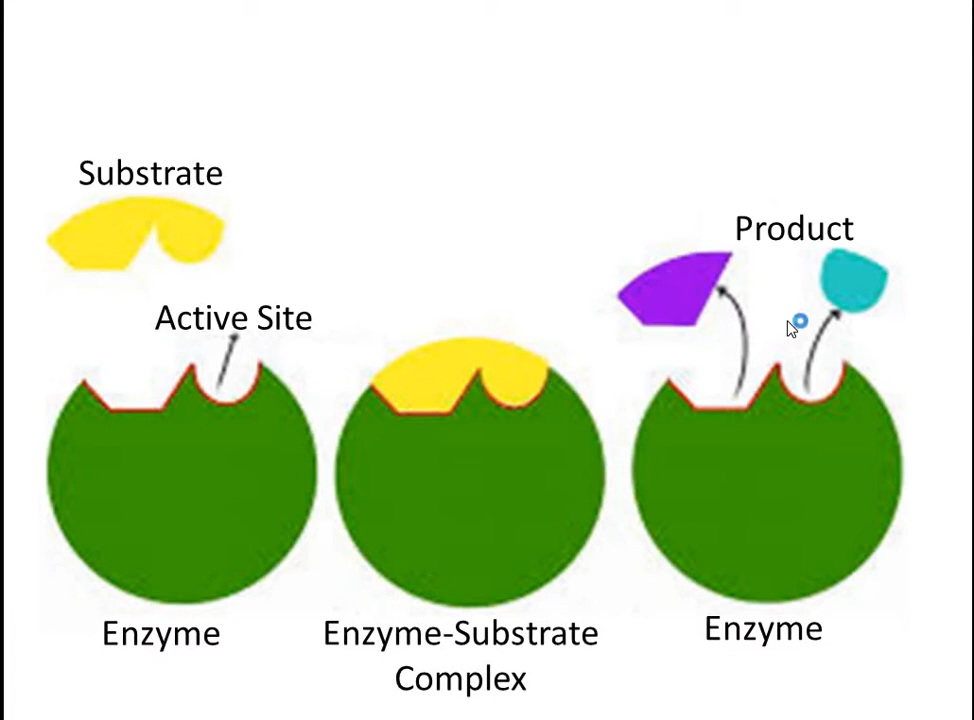 Substrate
Product
Active Site
Enzyme
Enzyme-Substrate
Complex
Enzyme